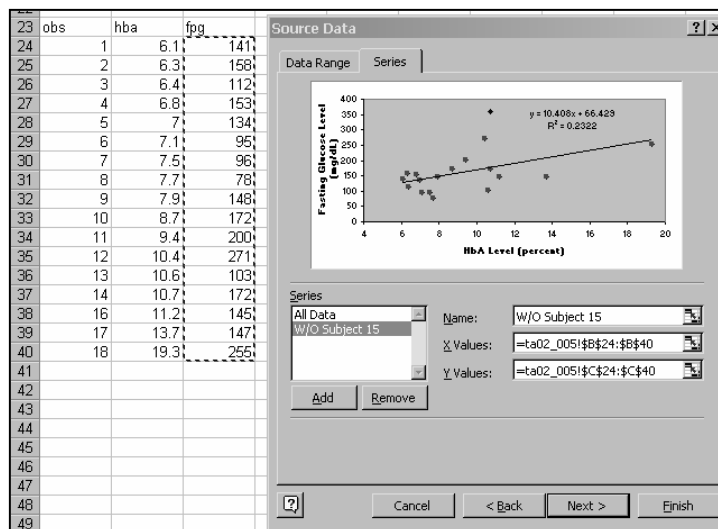 23 obs hba fpg
24 1 6.1 141
25 2 6.3 158
26 3 6.4 112
27 4 6.8 153
28 5 7 134
29 6 7.1 95
30 7 7.5 96
31 8 7.7 78
32 9 7.9 148
33 10 8.7 172
34 11 9.4 200
35 12 10.4 271
36 13 10.6 103
37 14 10.7 172
38 16 11.2 145
39 17 13.7 147
40 18 19.3 255
41
42
43
44
45
46
47
48
49
Source Data
Data Range Series
400
350
300
250
200
150
100
50
0
4 6 8 10 12 14 16 18 20
Fasting Glucose Level
(mg/dL)
HbA Level (percent)
y = 10.408x + 66.429
R² = 0.2322
Series
All Data
W/O Subject 15
Add Remove
Name: W/O Subject 15
X Values: =ta02_005!$B$24:$B$40
Y Values: =ta02_005!$C$24:$C$40
Cancel < Back Next > Finish